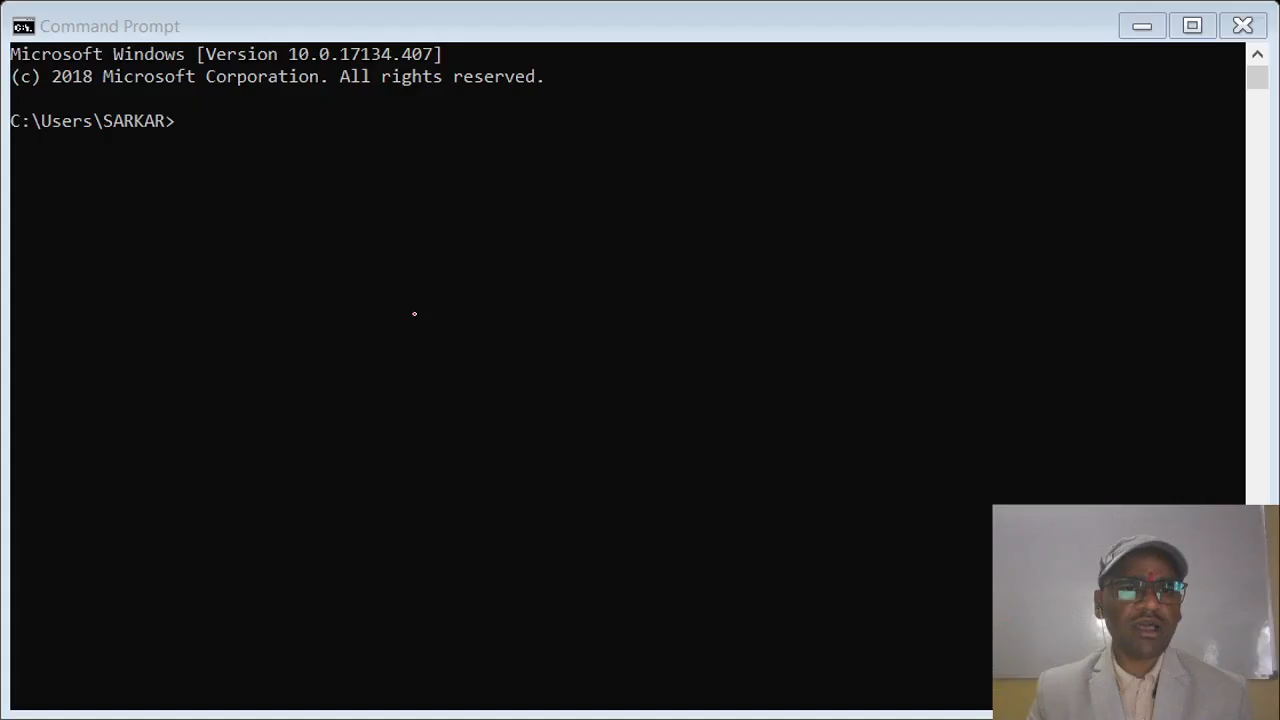 Command Prompt
Microsoft Windows [Version 10.0.17134.407]
(c) 2018 Microsoft Corporation. All rights reserved.
C:\Users\SARKAR>